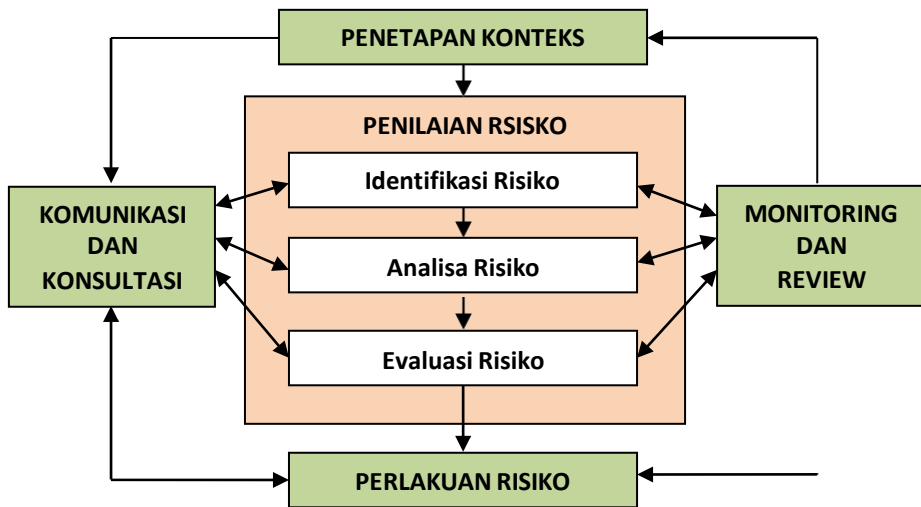 PENETAPAN KONTEKS
PENILAIAN RSISKO
Identifikasi Risiko
KOMUNIKASI
DAN
KONSULTASI
Analisa Risiko
MONITORING
DAN
REVIEW
Evaluasi Risiko
PERLAKUAN RISIKO